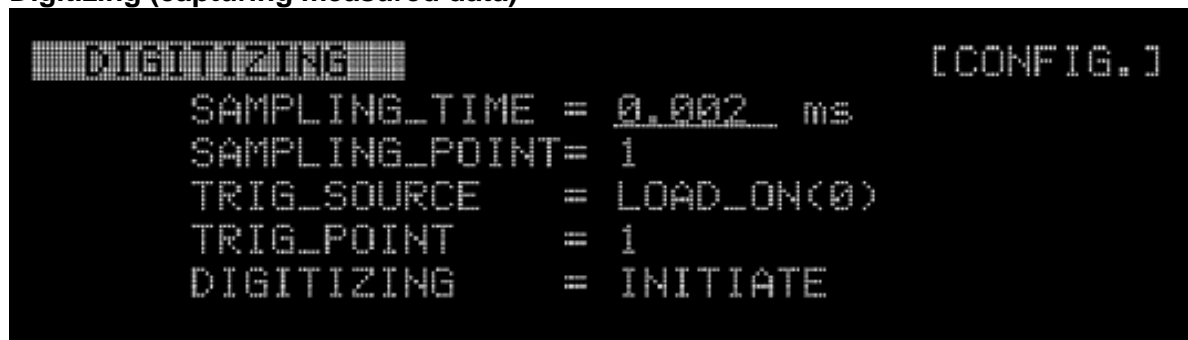 Digitizing (capturing measured data)
DIGITIZING [CONFIG.]
SAMPLING_TIME = 0.002 ms
SAMPLING_POINT= 1
TRIG_SOURCE = LOAD_ON(0)
TRIG_POINT = 1
DIGITIZING = INITIATE